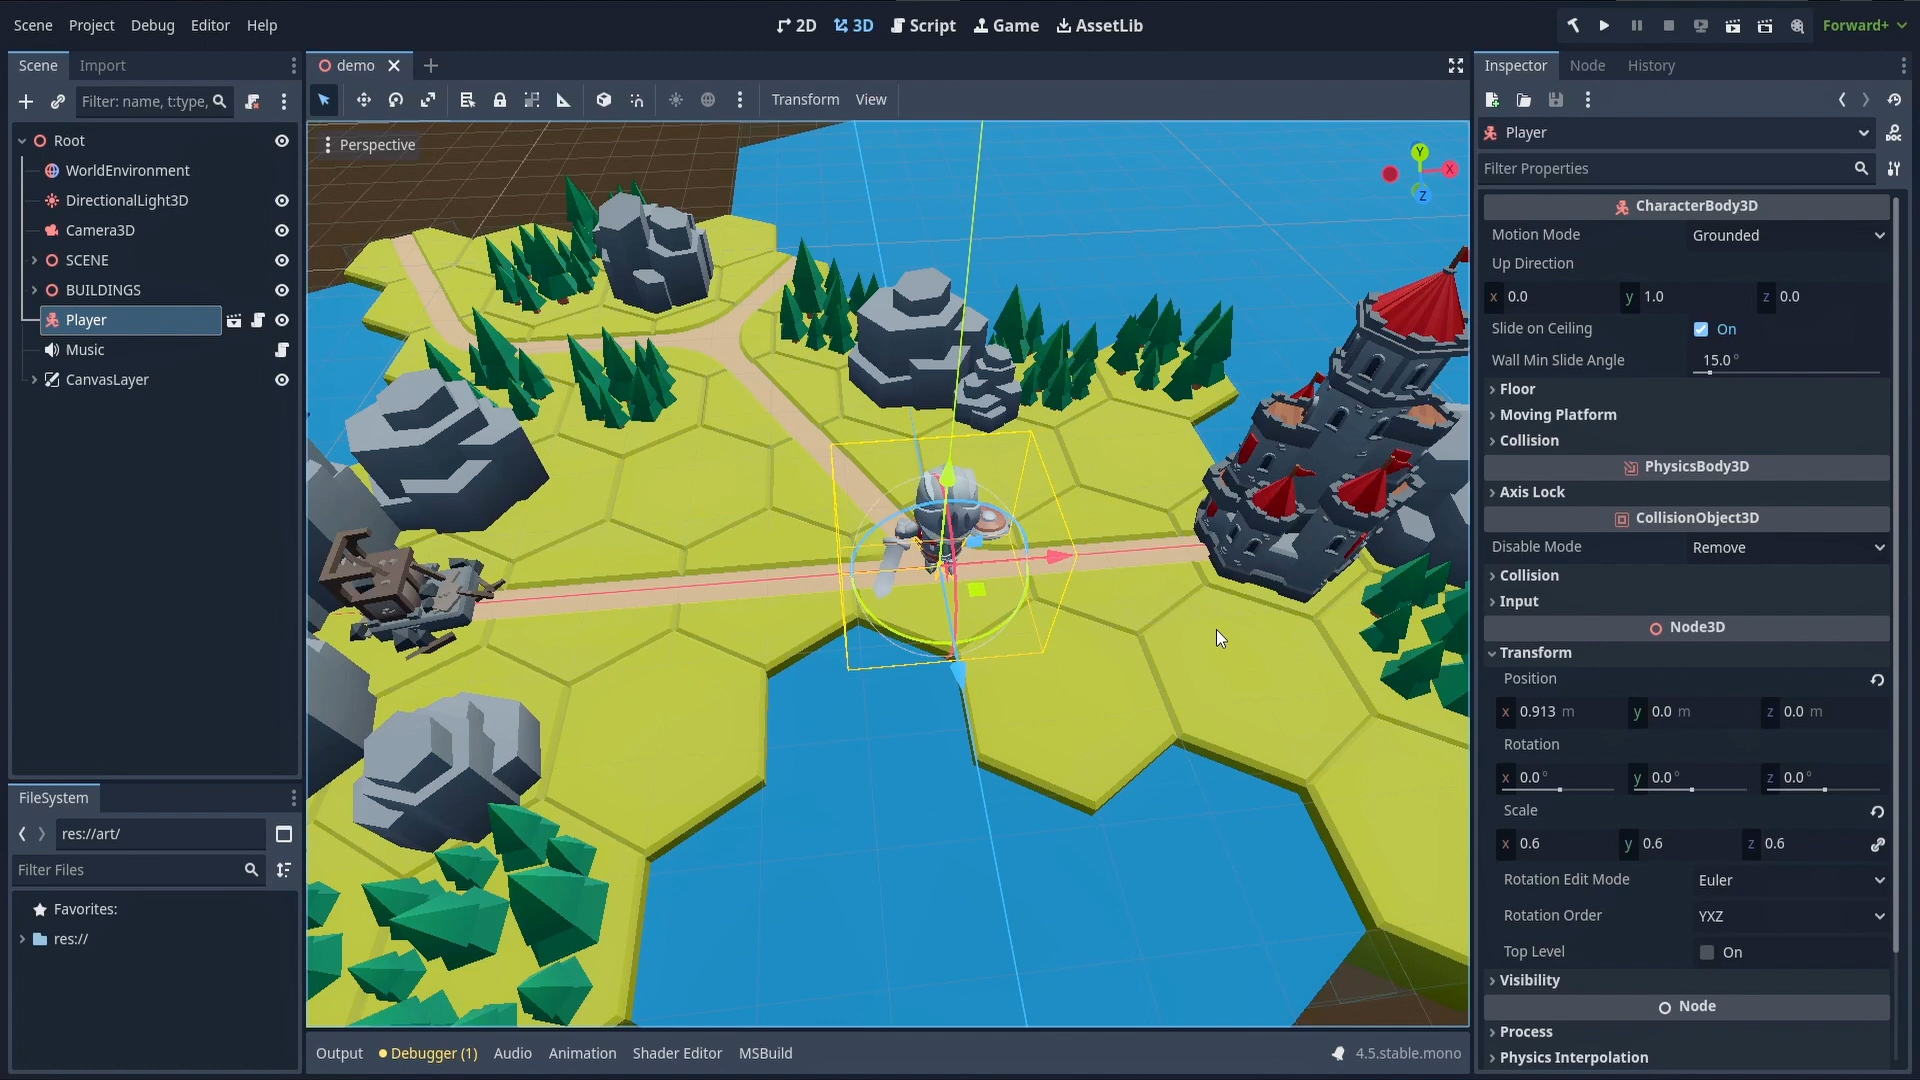 Scene Project Debug Editor Help
2D 3D Script Game AssetLib
Forward+
Scene Import
Filter: name, t:type,
Root
WorldEnvironment
DirectionalLight3D
Camera3D
SCENE
BUILDINGS
Player
Music
CanvasLayer
FileSystem
res://art/
Filter Files
Favorites:
res://
demo
Transform View
Perspective
Y
X
Z
Output Debugger (1) Audio Animation Shader Editor MSBuild
4.5.stable.mono
Inspector Node History
Player
DOC
Filter Properties
CharacterBody3D
Motion Mode Grounded
Up Direction
x 0.0 y 1.0 z 0.0
Slide on Ceiling On
Wall Min Slide Angle 15.0 °
Floor
Moving Platform
Collision
PhysicsBody3D
Axis Lock
CollisionObject3D
Disable Mode Remove
Collision
Input
Node3D
Transform
Position
x 0.913 m y 0.0 m z 0.0 m
Rotation
x 0.0 ° y 0.0 ° z 0.0 °
Scale
x 0.6 y 0.6 z 0.6
Rotation Edit Mode Euler
Rotation Order YXZ
Top Level On
Visibility
Node
Process
Physics Interpolation